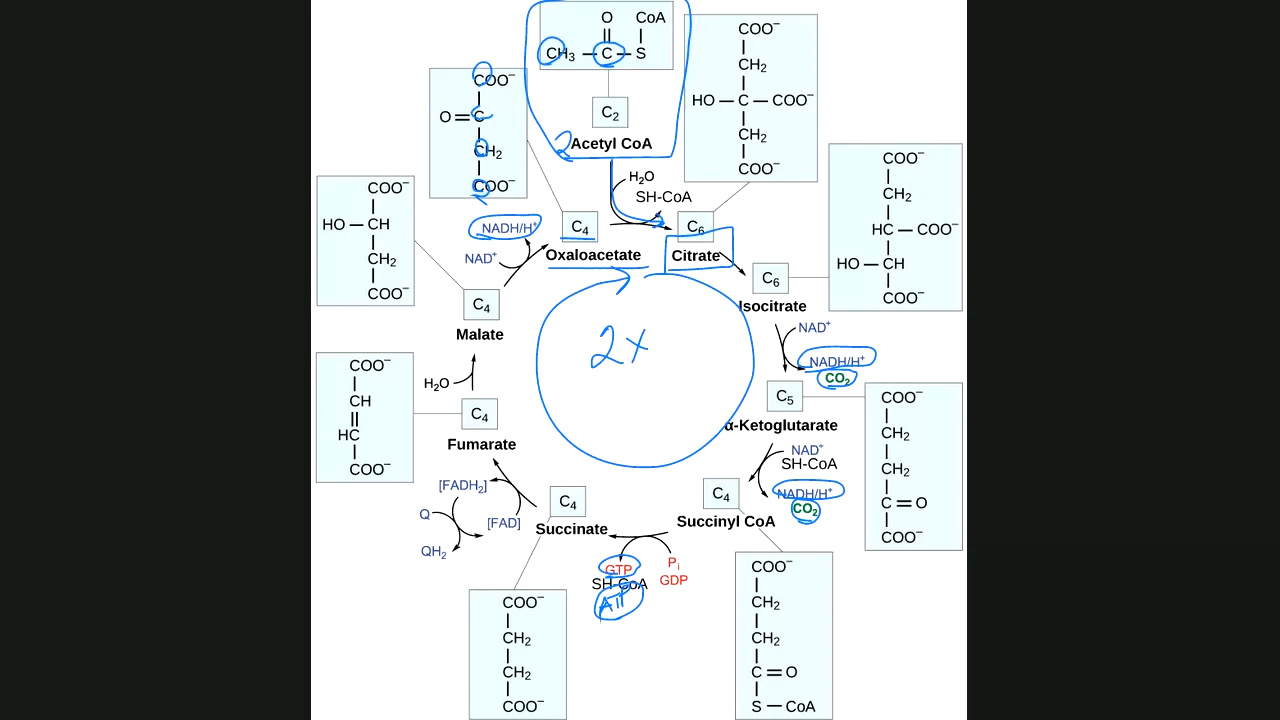 O CoA
CH₃ — C — S
C₂
2 Acetyl CoA
H₂O
SH-CoA
COO⁻
O = C
CH₂
COO⁻
C₄
Oxaloacetate
COO⁻
CH₂
HO — C — COO⁻
CH₂
COO⁻
C₆
Citrate
COO⁻
CH₂
HC — COO⁻
HO — CH
COO⁻
C₆
Isocitrate
NAD⁺
NADH/H⁺
CO₂
C₅
α-Ketoglutarate
COO⁻
CH₂
CH₂
C = O
COO⁻
NAD⁺
SH-CoA
NADH/H⁺
CO₂
C₄
Succinyl CoA
COO⁻
CH₂
CH₂
C = O
S — CoA
Pᵢ
GDP
GTP
SH-CoA
ATP
C₄
Succinate
COO⁻
CH₂
CH₂
COO⁻
[FAD]
[FADH₂]
Q
QH₂
C₄
Fumarate
COO⁻
CH
HC
COO⁻
H₂O
C₄
Malate
COO⁻
HO — CH
CH₂
COO⁻
NAD⁺
NADH/H⁺
2x